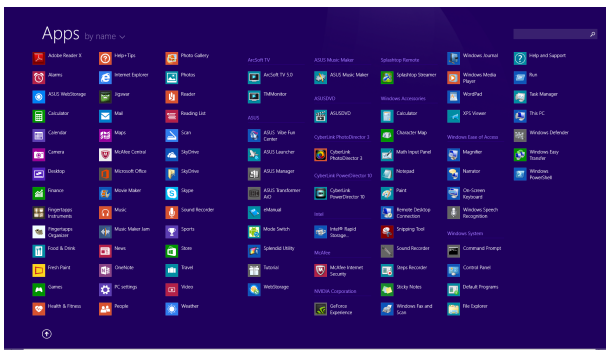 Apps by name
Adobe Reader X
Alarms
ASUS WebStorage
Calculator
Calendar
Camera
Desktop
Finance
Fingertapps
Instruments
Fingertapps
Organizer
Food & Drink
Fresh Paint
Games
Health & Fitness
Help+Tips
Internet Explorer
Jigsaw
Mail
Maps
McAfee Central
Microsoft Office
Movie Maker
Music
Music Maker Jam
News
OneNote
PC settings
People
Photo Gallery
Photos
Reader
Reading List
Scan
SkyDrive
SkyDrive
Skype
Sound Recorder
Sports
Store
Travel
Video
Weather
ArcSoft TV
ArcSoft TV 5.0
TMMonitor
ASUS
ASUS Vibe Fun
Center
ASUS Launcher
ASUS Manager
ASUS Transformer
AiO
eManual
Mode Switch
Splendid Utility
Tutorial
WebStorage
ASUS Music Maker
ASUS Music Maker
ASUSDVD
ASUSDVD
CyberLink PhotoDirector 3
CyberLink
PhotoDirector 3
CyberLink PowerDirector 10
CyberLink
PowerDirector 10
Intel
Intel® Rapid
Storage...
McAfee
McAfee Internet
Security
NVIDIA Corporation
GeForce
Experience
Splashtop Remote
Splashtop Streamer
Windows Accessories
Calculator
Character Map
Math Input Panel
Notepad
Paint
Remote Desktop
Connection
Snipping Tool
Sound Recorder
Steps Recorder
Sticky Notes
Windows Fax and
Scan
Windows Journal
Windows Media
Player
WordPad
XPS Viewer
Windows Ease of Access
Magnifier
Narrator
On-Screen
Keyboard
Windows Speech
Recognition
Windows System
Command Prompt
Control Panel
Default Programs
File Explorer
Help and Support
Run
Task Manager
This PC
Windows Defender
Windows Easy
Transfer
Windows
PowerShell